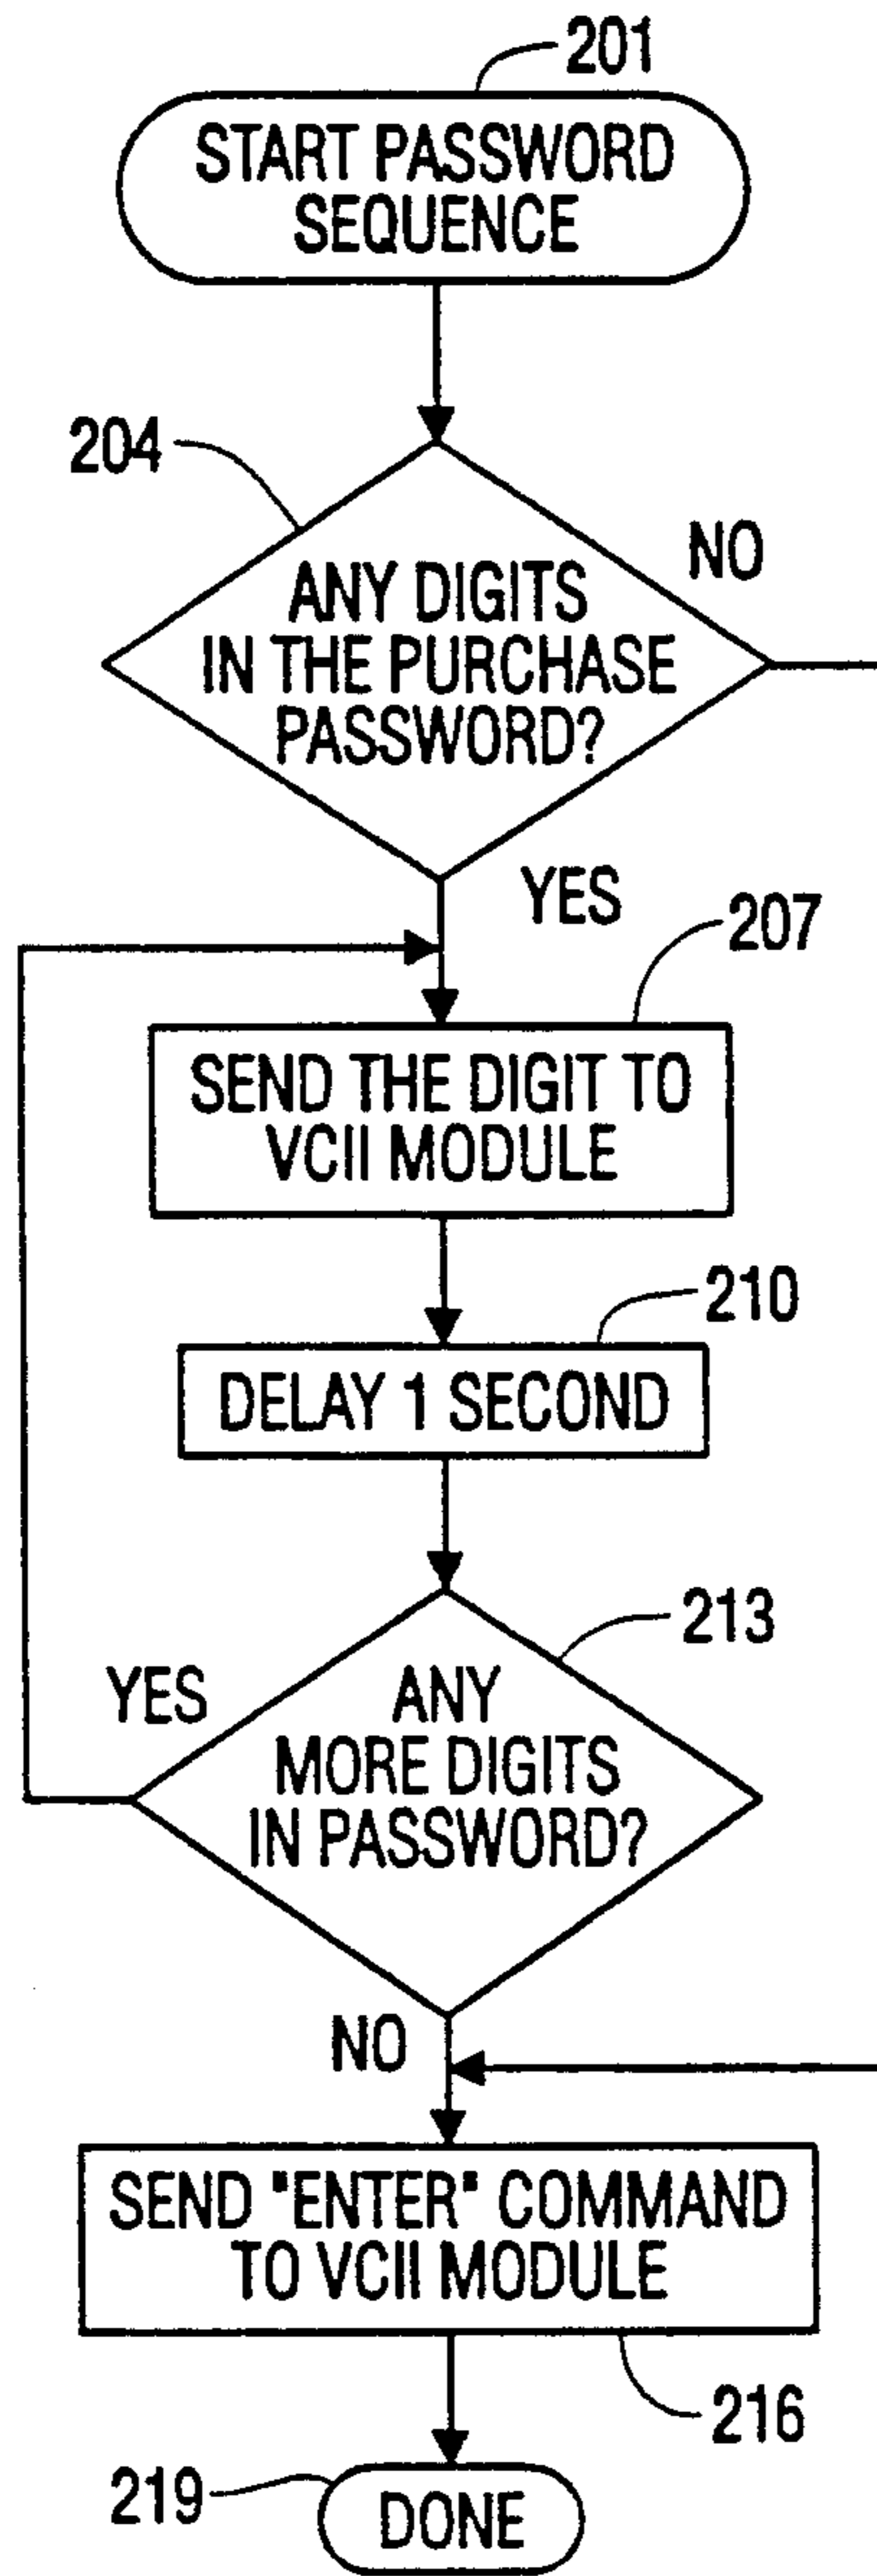 201
START PASSWORD
SEQUENCE
204
NO
ANY DIGITS
IN THE PURCHASE
PASSWORD?
YES
207
SEND THE DIGIT TO
VCII MODULE
210
DELAY 1 SECOND
213
YES
ANY
MORE DIGITS
IN PASSWORD?
NO
SEND "ENTER" COMMAND
TO VCII MODULE
216
219
DONE